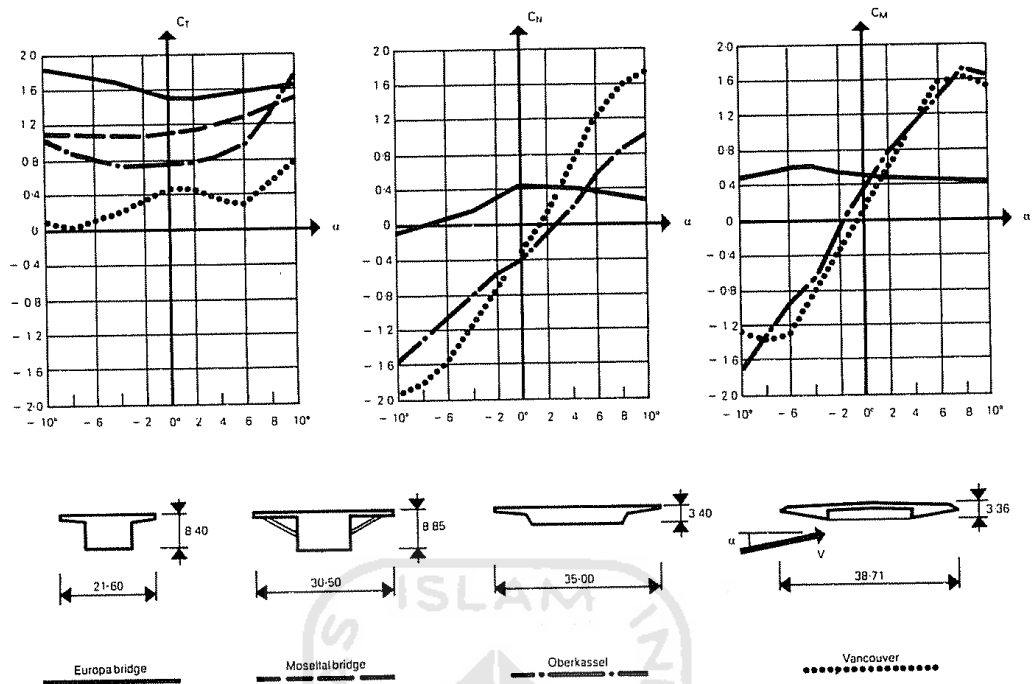 C_T C_N C_M
2·0 2·0 2·0
1·6 1·6 1·6
1·2 1·2 1·2
0·8 0·8 0·8
0·4 0·4 0·4
0 α 0 α 0 α
- 0·4 - 0·4 - 0·4
- 0·8 - 0·8 - 0·8
- 1·2 - 1·2 - 1·2
- 1·6 - 1·6 - 1·6
- 2·0 - 2·0 - 2·0
- 10° - 6 - 2 0° 2 4 6 8 10°
- 10° - 6 - 2 0° 2 4 6 8 10°
- 10° - 6 - 2 0° 2 4 6 8 10°
8·40 8·85 3·40 3·36
α V
21·60 30·50 35·00 38·71
ISLAM
S IN
Europa bridge Moseltal bridge Oberkassel Vancouver